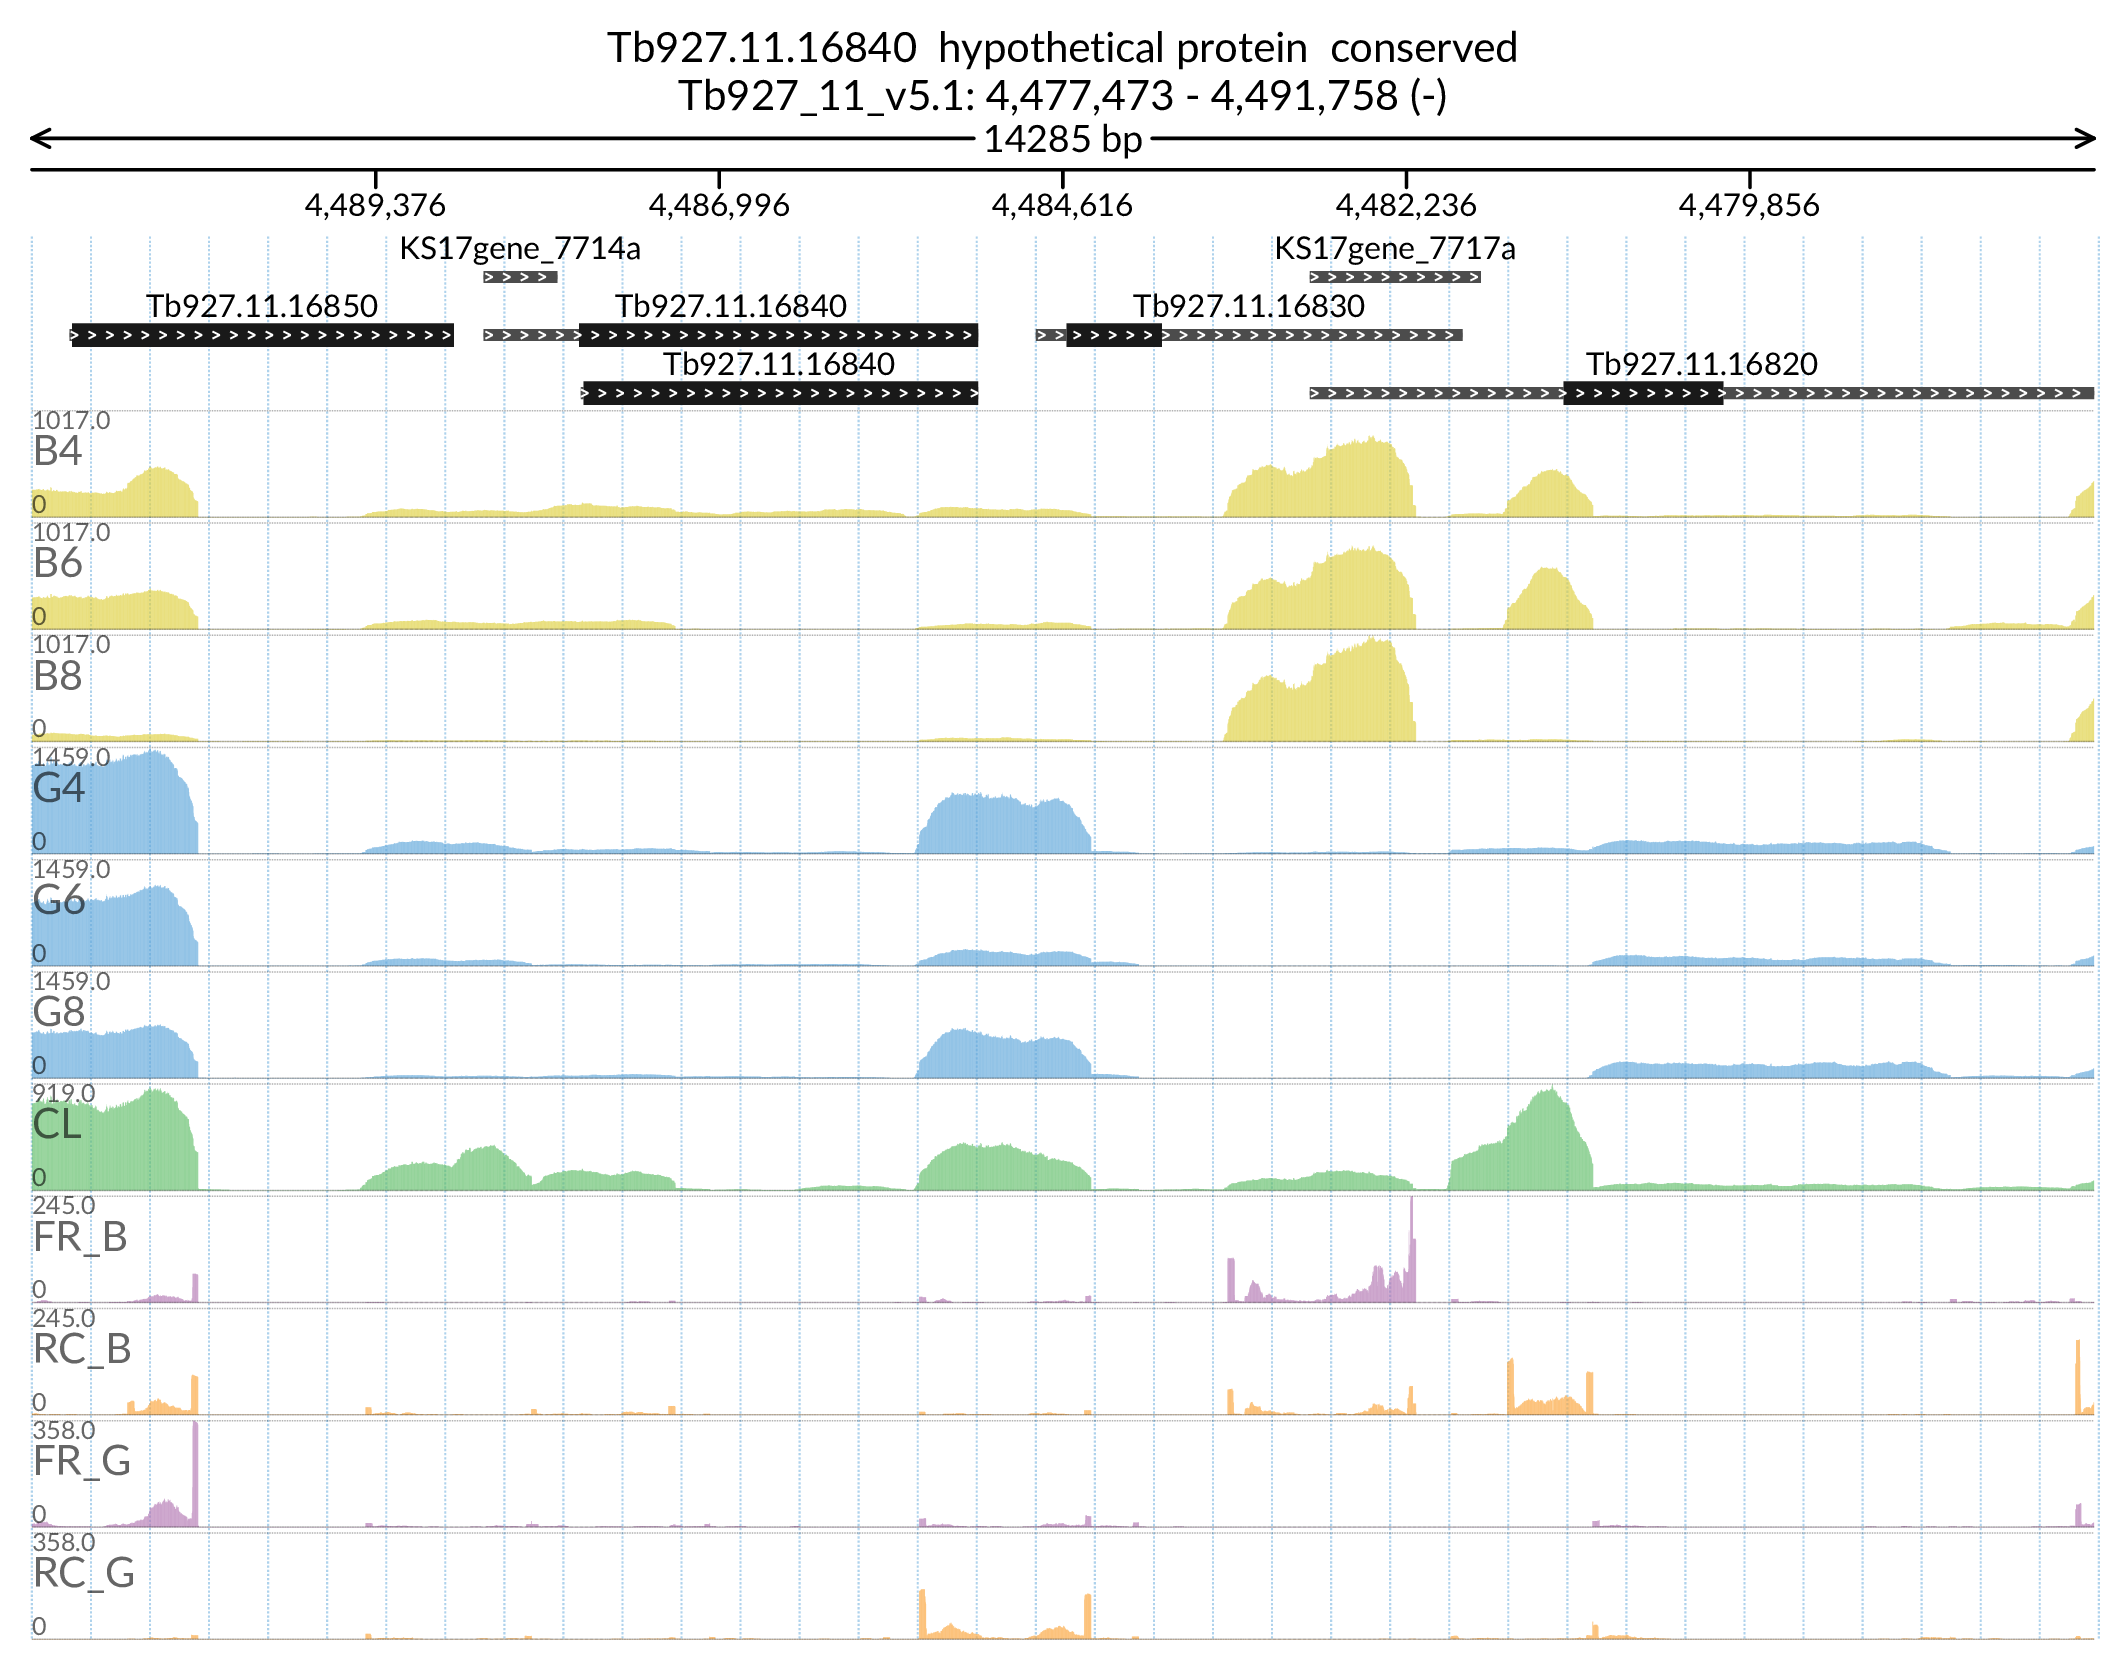 Tb927.11.16840  hypothetical protein  conserved
Tb927_11_v5.1: 4,477,473 - 4,491,758 (-)
14285 bp
4,489,376 4,486,996 4,484,616 4,482,236 4,479,856
KS17gene_7714a KS17gene_7717a
Tb927.11.16850 Tb927.11.16840 Tb927.11.16830
Tb927.11.16840 Tb927.11.16820
1017.0
B4
0
1017.0
B6
0
1017.0
B8
0
1459.0
G4
0
1459.0
G6
0
1459.0
G8
0
919.0
CL
0
245.0
FR_B
0
245.0
RC_B
0
358.0
FR_G
0
358.0
RC_G
0